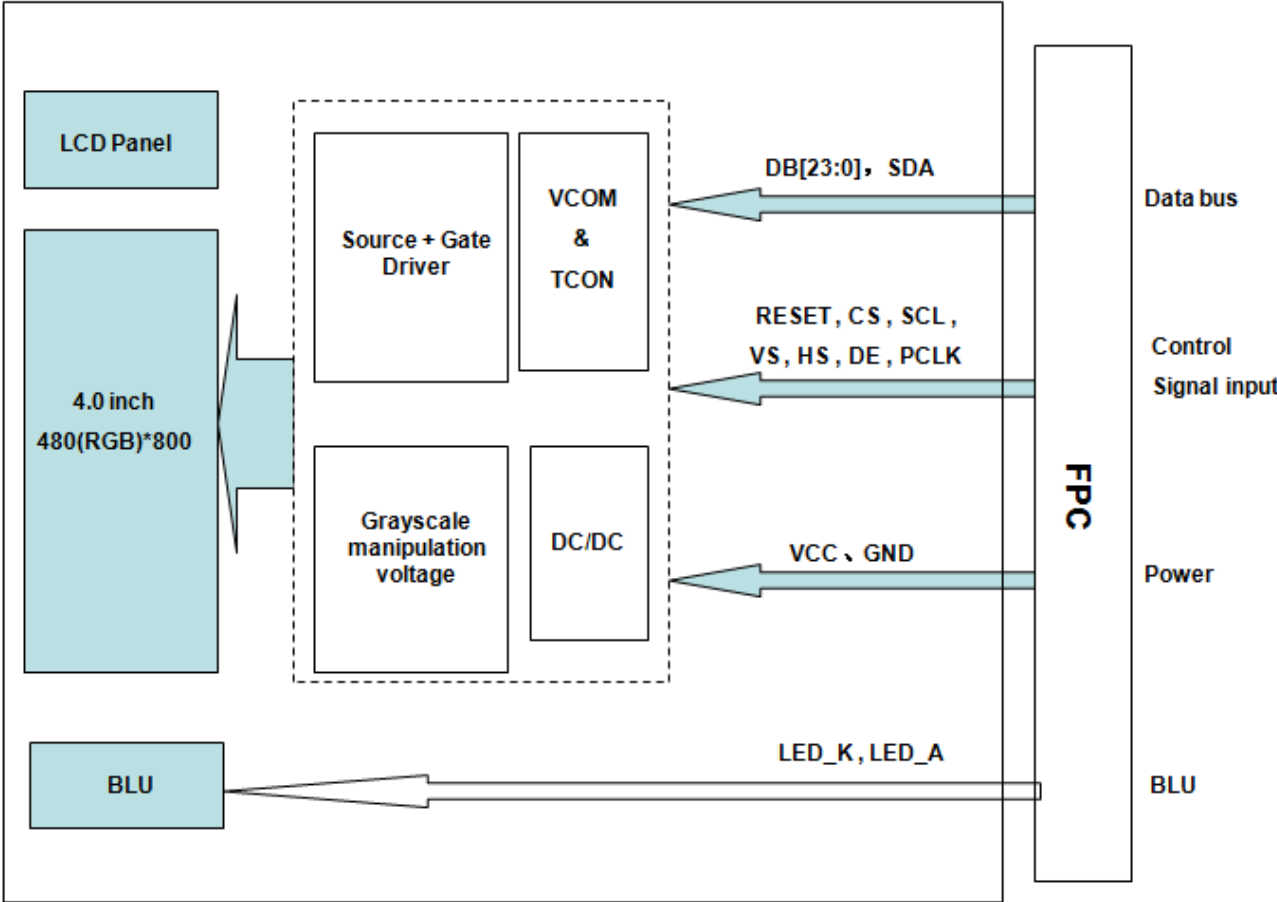 LCD Panel
4.0 inch
480(RGB)*800
BLU
Source + Gate
Driver
VCOM
&
TCON
Grayscale
manipulation
voltage
DC/DC
DB[23:0]，SDA
RESET , CS , SCL ,
VS , HS , DE , PCLK
VCC 、GND
LED_K , LED_A
FPC
Data bus
Control
Signal input
Power
BLU